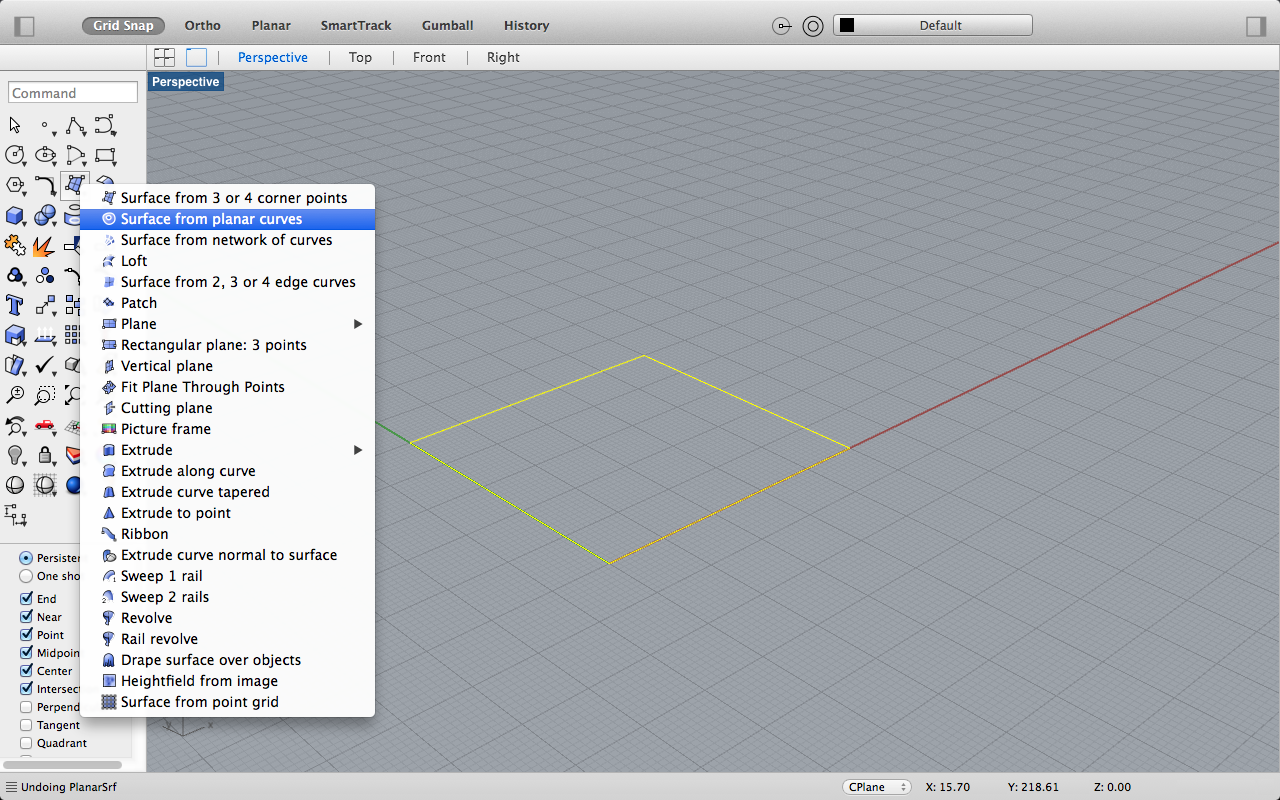 Grid Snap Ortho Planar SmartTrack Gumball History Default
Perspective Top Front Right
Perspective
Command
Surface from 3 or 4 corner points
Surface from planar curves
Surface from network of curves
Loft
Surface from 2, 3 or 4 edge curves
Patch
Plane
Rectangular plane: 3 points
Vertical plane
Fit Plane Through Points
Cutting plane
Picture frame
Extrude
Extrude along curve
Extrude curve tapered
Extrude to point
Ribbon
Extrude curve normal to surface
Sweep 1 rail
Sweep 2 rails
Revolve
Rail revolve
Drape surface over objects
Heightfield from image
Surface from point grid
Persister
One sho
End
Near
Point
Midpoin
Center
Intersect
Perpend
Tangent
Quadrant
y x
Undoing PlanarSrf CPlane X: 15.70 Y: 218.61 Z: 0.00